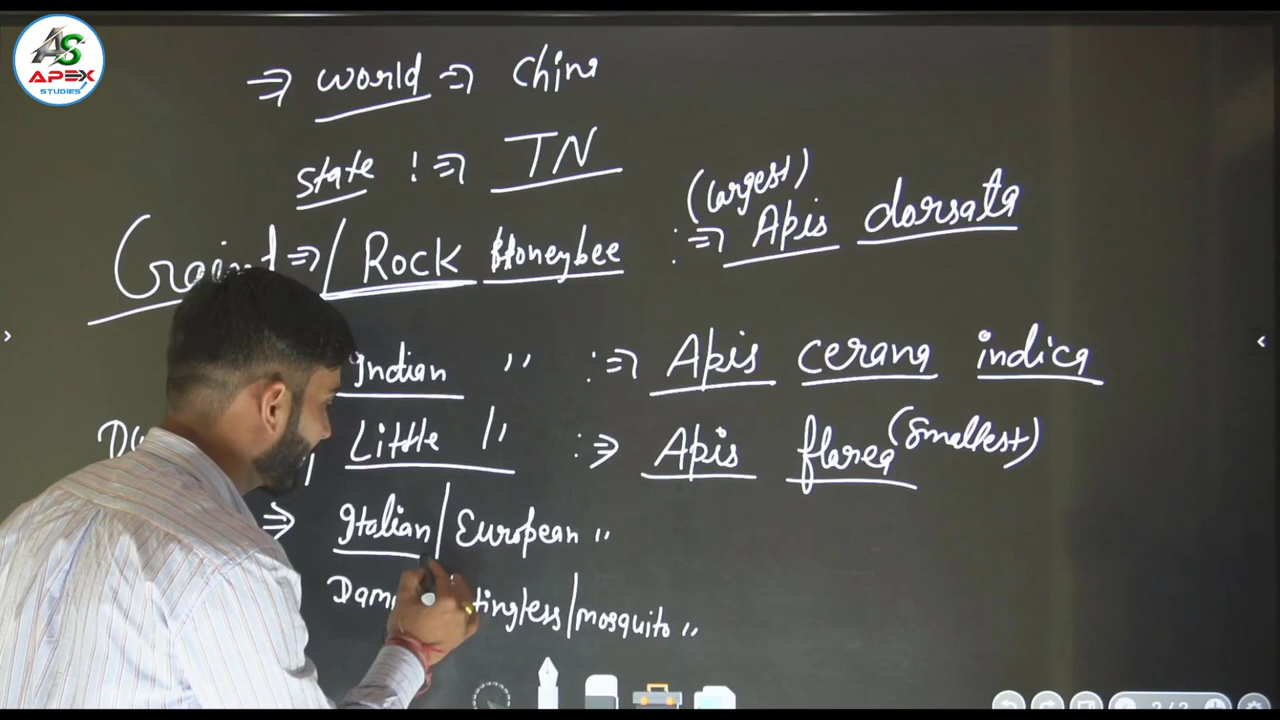 AS
APEX
STUDIES
⇒ world ⇒ China
state : ⇒ TN
(largest)
⇒ / Rock Honeybee : ⇒ Apis dorsata
Indian " : ⇒ Apis cerana indica
Little " : ⇒ Apis florea (smallest)
⇒ Italian / European "
/ mosquito "